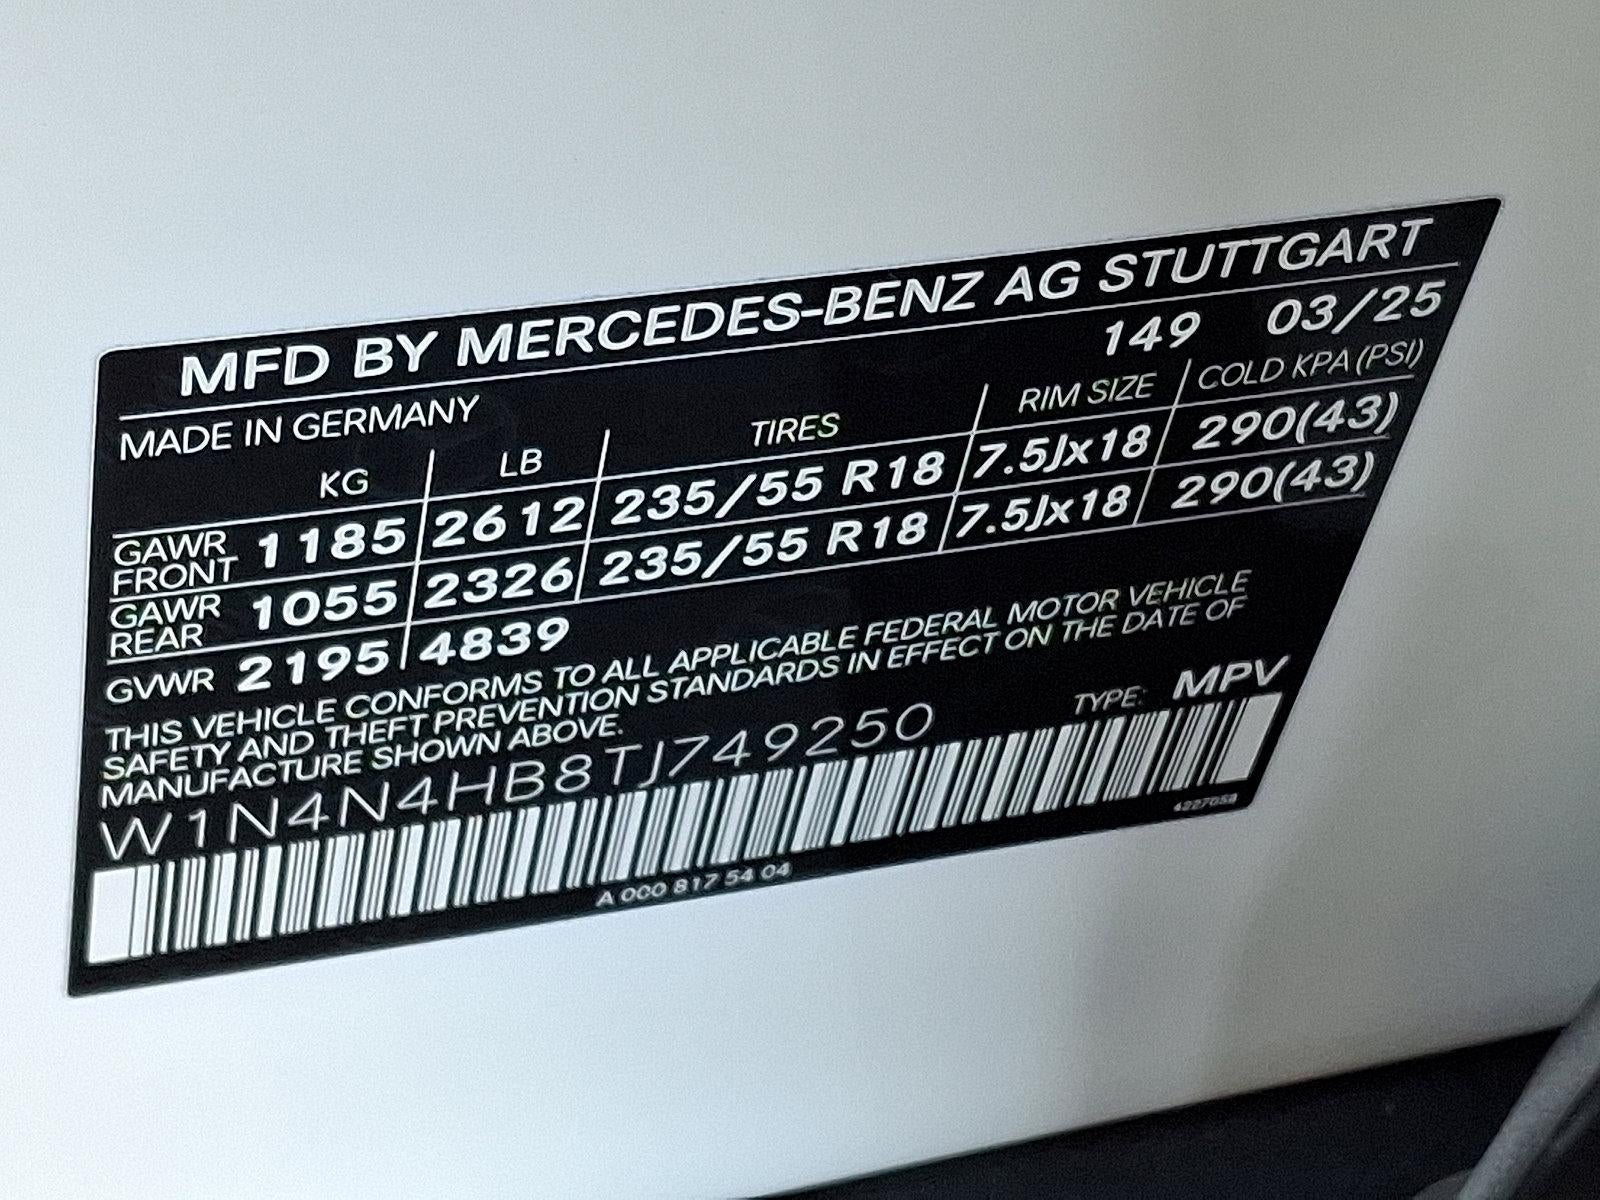 MFD BY MERCEDES-BENZ AG STUTTGART
149 03/25
MADE IN GERMANY
KG LB TIRES RIM SIZE COLD KPA (PSI)
GAWR FRONT 1185 2612 235/55 R18 7.5Jx18 290(43)
GAWR REAR 1055 2326 235/55 R18 7.5Jx18 290(43)
GVWR 2195 4839
THIS VEHICLE CONFORMS TO ALL APPLICABLE FEDERAL MOTOR VEHICLE
SAFETY AND THEFT PREVENTION STANDARDS IN EFFECT ON THE DATE OF
MANUFACTURE SHOWN ABOVE.
TYPE: MPV
W1N4N4HB8TJ749250
A 000 817 54 04